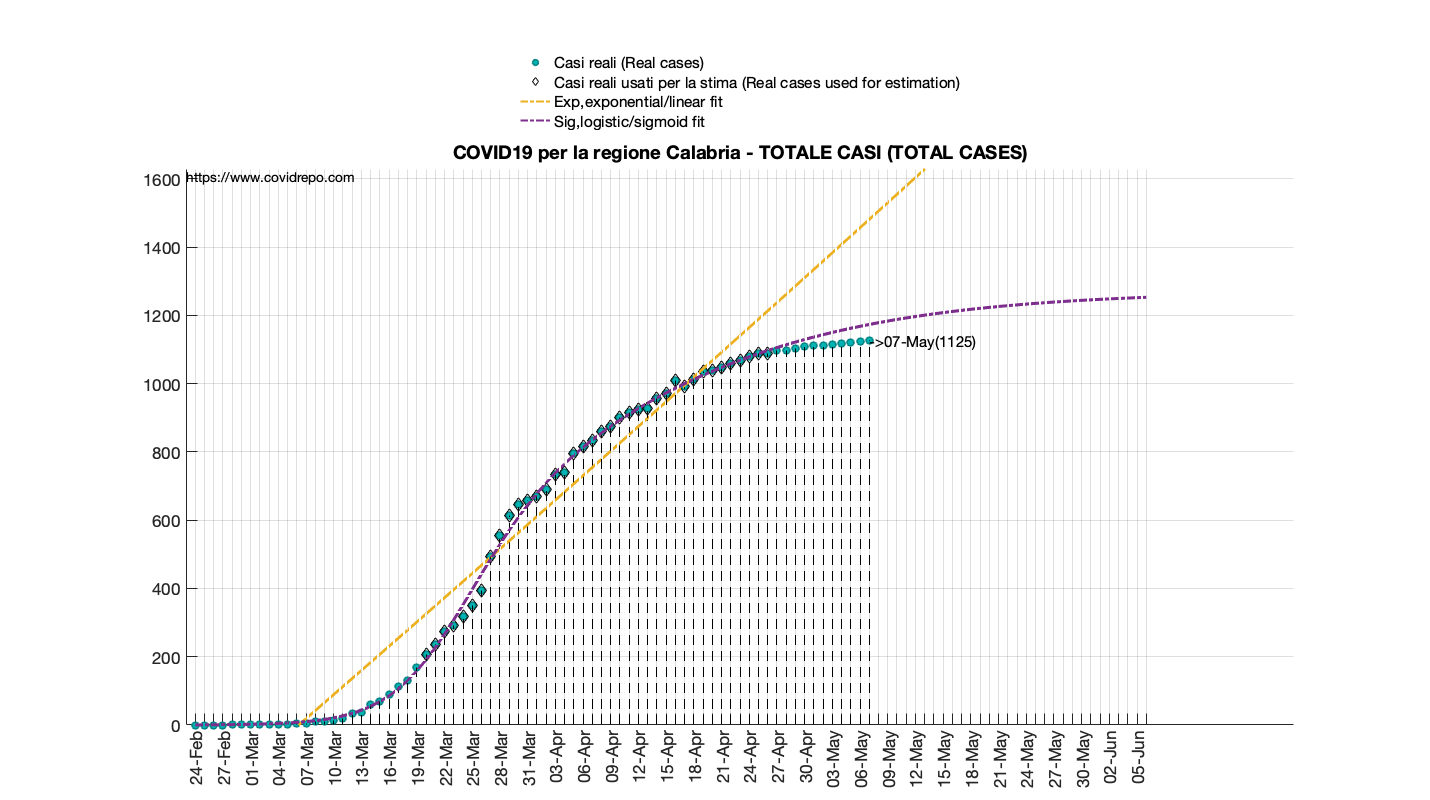 Casi reali (Real cases)
Casi reali usati per la stima (Real cases used for estimation)
Exp,exponential/linear fit
Sig,logistic/sigmoid fit
COVID19 per la regione Calabria - TOTALE CASI (TOTAL CASES)
https://www.covidrepo.com
1600
1400
1200
1000
800
600
400
200
0
->07-May(1125)
24-Feb
27-Feb
01-Mar
04-Mar
07-Mar
10-Mar
13-Mar
16-Mar
19-Mar
22-Mar
25-Mar
28-Mar
31-Mar
03-Apr
06-Apr
09-Apr
12-Apr
15-Apr
18-Apr
21-Apr
24-Apr
27-Apr
30-Apr
03-May
06-May
09-May
12-May
15-May
18-May
21-May
24-May
27-May
30-May
02-Jun
05-Jun